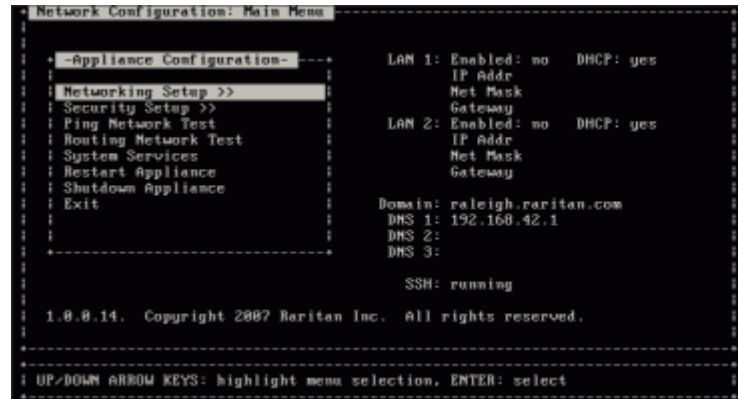 Network Configuration: Main Menu
-Appliance Configuration-
Networking Setup >>
Security Setup >>
Ping Network Test
Routing Network Test
System Services
Restart Appliance
Shutdown Appliance
Exit
LAN 1: Enabled: no DHCP: yes
IP Addr
Net Mask
Gateway
LAN 2: Enabled: no DHCP: yes
IP Addr
Net Mask
Gateway
Domain: raleigh.raritan.com
DNS 1: 192.168.42.1
DNS 2:
DNS 3:
SSH: running
1.0.0.14. Copyright 2007 Raritan Inc. All rights reserved.
UP/DOWN ARROW KEYS: highlight menu selection, ENTER: select